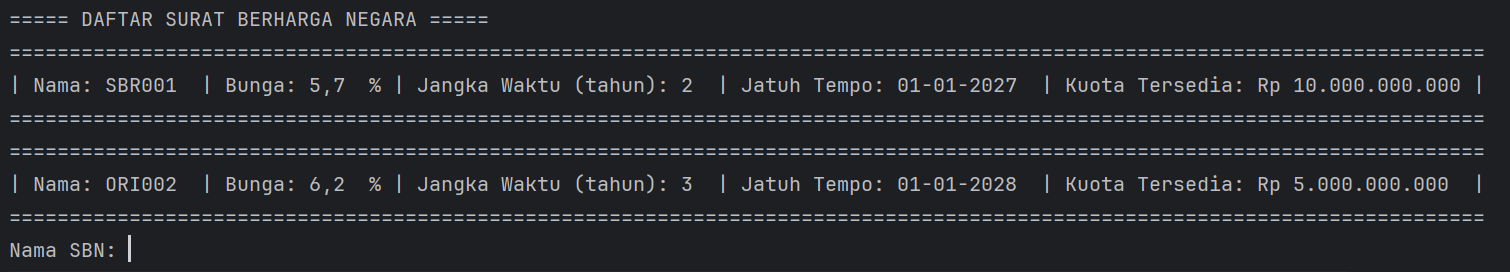 ===== DAFTAR SURAT BERHARGA NEGARA =====
===========================================================================================================================
| Nama: SBR001  | Bunga: 5,7  % | Jangka Waktu (tahun): 2  | Jatuh Tempo: 01-01-2027  | Kuota Tersedia: Rp 10.000.000.000 |
===========================================================================================================================
===========================================================================================================================
| Nama: ORI002  | Bunga: 6,2  % | Jangka Waktu (tahun): 3  | Jatuh Tempo: 01-01-2028  | Kuota Tersedia: Rp 5.000.000.000  |
===========================================================================================================================
Nama SBN: